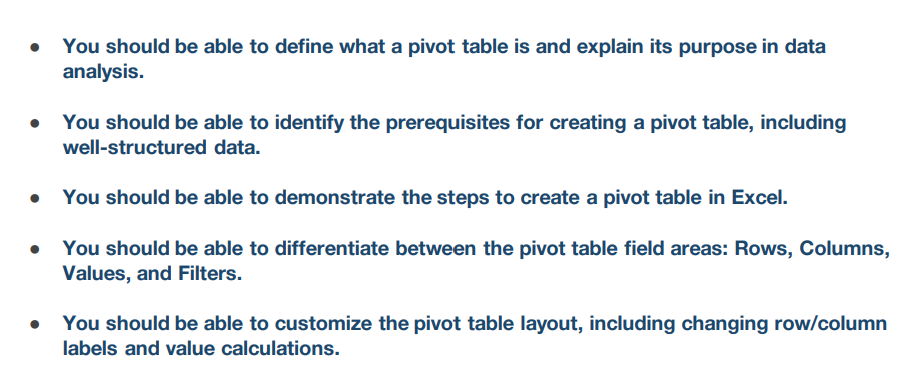 ● You should be able to define what a pivot table is and explain its purpose in data
analysis.
● You should be able to identify the prerequisites for creating a pivot table, including
well-structured data.
● You should be able to demonstrate the steps to create a pivot table in Excel.
● You should be able to differentiate between the pivot table field areas: Rows, Columns,
Values, and Filters.
● You should be able to customize the pivot table layout, including changing row/column
labels and value calculations.